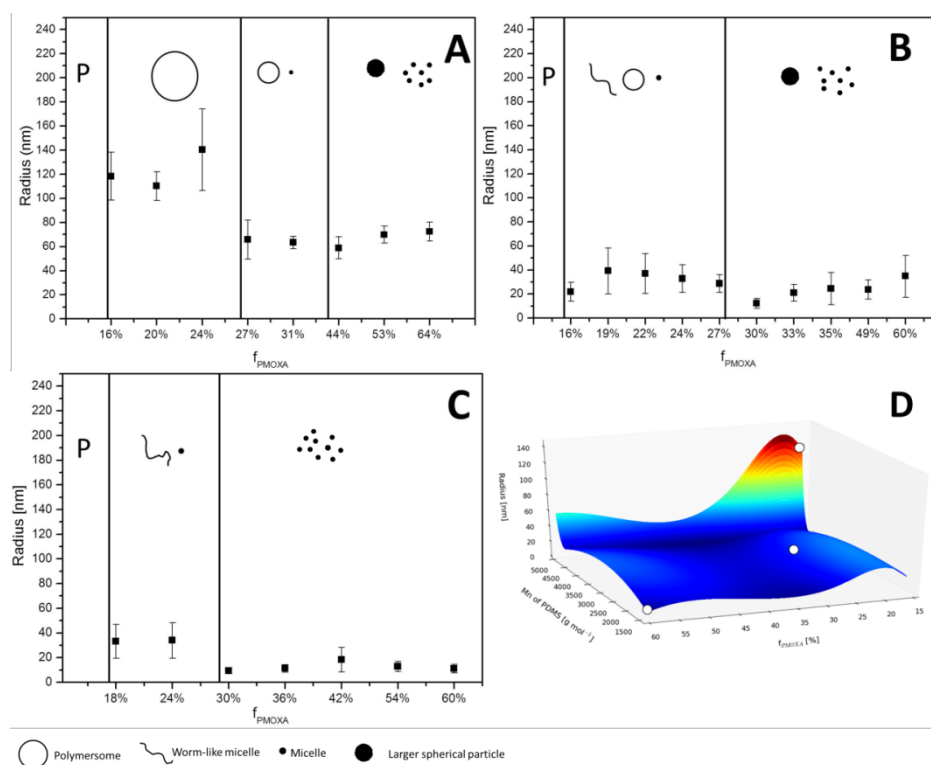 A
P
240
220
200
180
160
140
120
100
80
60
40
20
0
Radius (nm)
16% 20% 24% 27% 31% 44% 53% 64%
fPMOXA
B
P
240
220
200
180
160
140
120
100
80
60
40
20
0
Radius [nm]
16% 19% 22% 24% 27% 30% 33% 35% 49% 60%
fPMOXA
C
P
240
220
200
180
160
140
120
100
80
60
40
20
0
Radius [nm]
18% 24% 30% 36% 42% 54% 60%
fPMOXA
D
140
120
100
80
60
40
20
0
Radius [nm]
5000
4500
4000
3500
3000
2500
2000
1500
Mn of PDMS [g mol⁻¹]
60 55 50 45 40 35 30 25 20 15
fPMOXA [%]
Polymersome Worm-like micelle Micelle Larger spherical particle